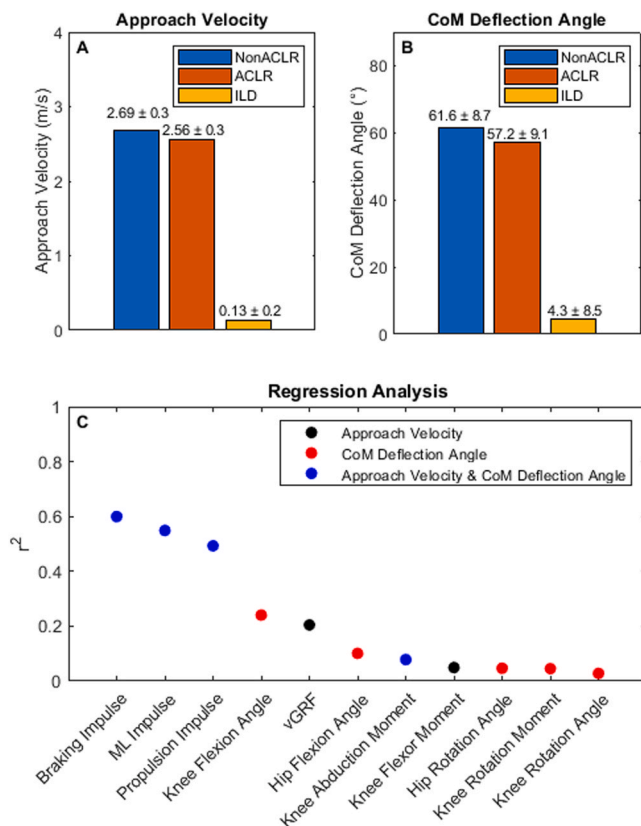 Approach Velocity
A
NonACLR
ACLR
ILD
2.69 ± 0.3
2.56 ± 0.3
0.13 ± 0.2
Approach Velocity (m/s)
4
3
2
1
0
CoM Deflection Angle
B
NonACLR
ACLR
ILD
61.6 ± 8.7
57.2 ± 9.1
4.3 ± 8.5
CoM Deflection Angle (°)
80
60
40
20
0
Regression Analysis
C
Approach Velocity
CoM Deflection Angle
Approach Velocity & CoM Deflection Angle
r²
1
0.8
0.6
0.4
0.2
0
Braking Impulse
ML Impulse
Propulsion Impulse
Knee Flexion Angle
vGRF
Hip Flexion Angle
Knee Abduction Moment
Knee Flexor Moment
Hip Rotation Angle
Knee Rotation Moment
Knee Rotation Angle